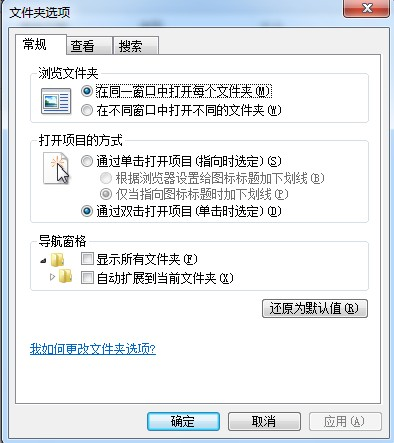 文件夹选项
常规
查看
搜索
浏览文件夹
在同一窗口中打开每个文件夹(M)
在不同窗口中打开不同的文件夹(W)
打开项目的方式
通过单击打开项目(指向时选定)(S)
根据浏览器设置给图标标题加下划线(B)
仅当指向图标标题时加下划线(P)
通过双击打开项目(单击时选定)(D)
导航窗格
显示所有文件夹(F)
自动扩展到当前文件夹(X)
还原为默认值(R)
我如何更改文件夹选项?
确定
取消
应用(A)